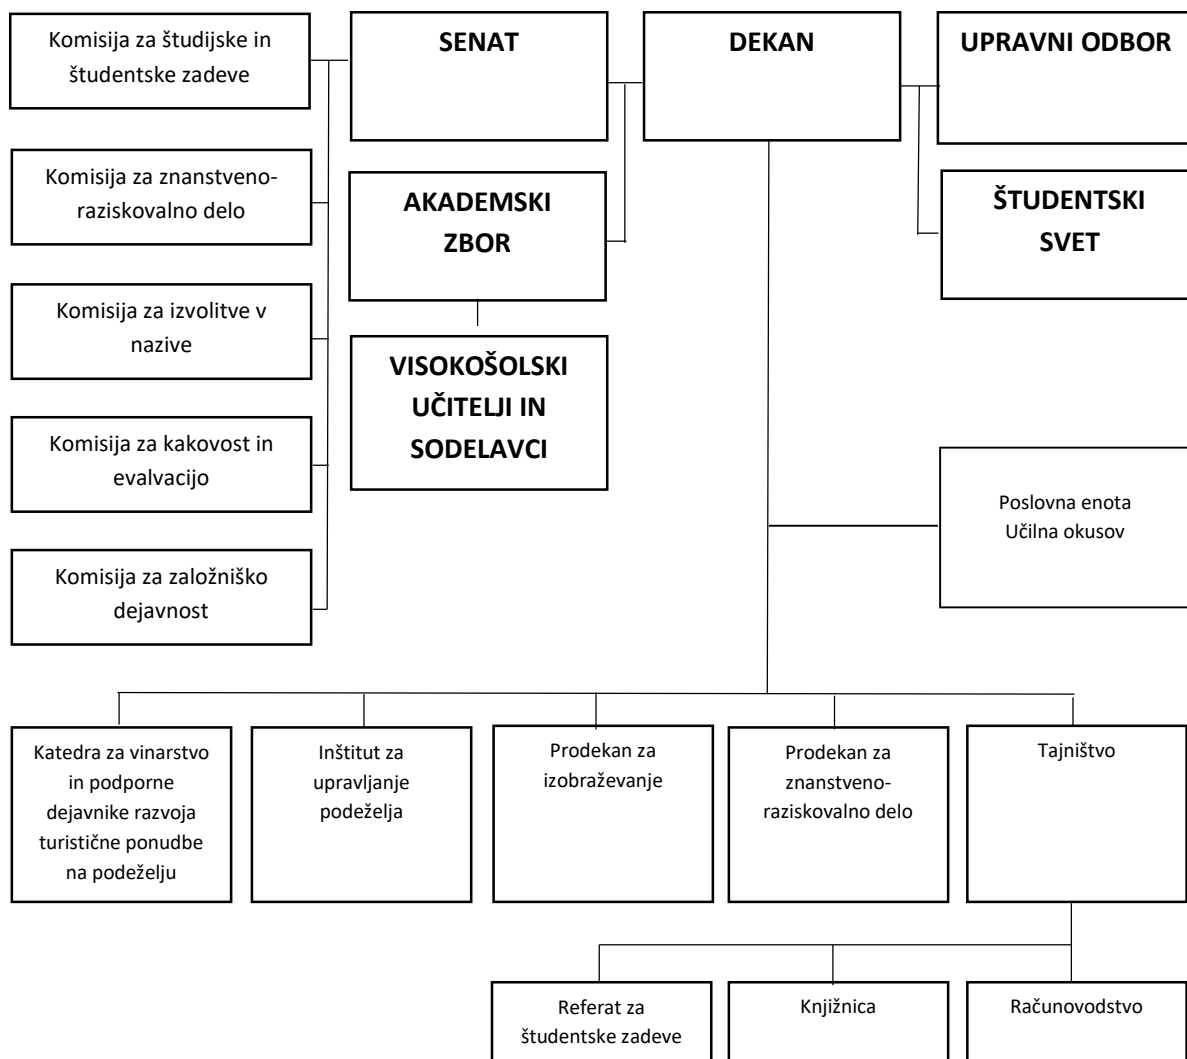 Komisija za študijske in
študentske zadeve
SENAT
DEKAN
UPRAVNI ODBOR
Komisija za znanstveno-
raziskovalno delo
AKADEMSKI
ZBOR
ŠTUDENTSKI
SVET
Komisija za izvolitve v
nazive
VISOKOŠOLSKI
UČITELJI IN
SODELAVCI
Komisija za kakovost in
evalvacijo
Poslovna enota
Učilna okusov
Komisija za založniško
dejavnost
Katedra za vinarstvo
in podporne
dejavnike razvoja
turistične ponudbe
na podeželju
Inštitut za
upravljanje
podeželja
Prodekan za
izobraževanje
Prodekan za
znanstveno-
raziskovalno delo
Tajništvo
Referat za
študentske zadeve
Knjižnica
Računovodstvo